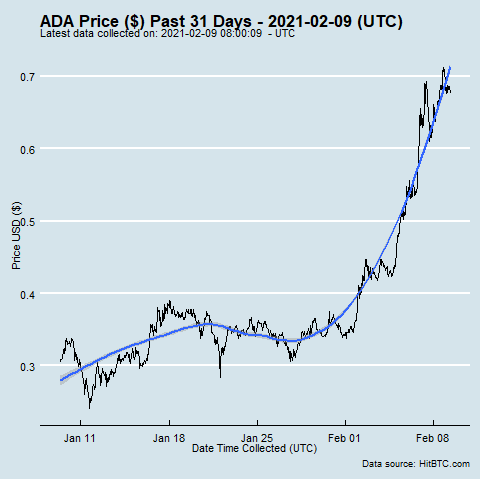 ADA Price ($) Past 31 Days - 2021-02-09 (UTC)
Latest data collected on: 2021-02-09 08:00:09 - UTC
0.7
0.6
0.5
Price USD ($)
0.4
0.3
Jan 11 Jan 18 Jan 25 Feb 01 Feb 08
Date Time Collected (UTC)
Data source: HitBTC.com